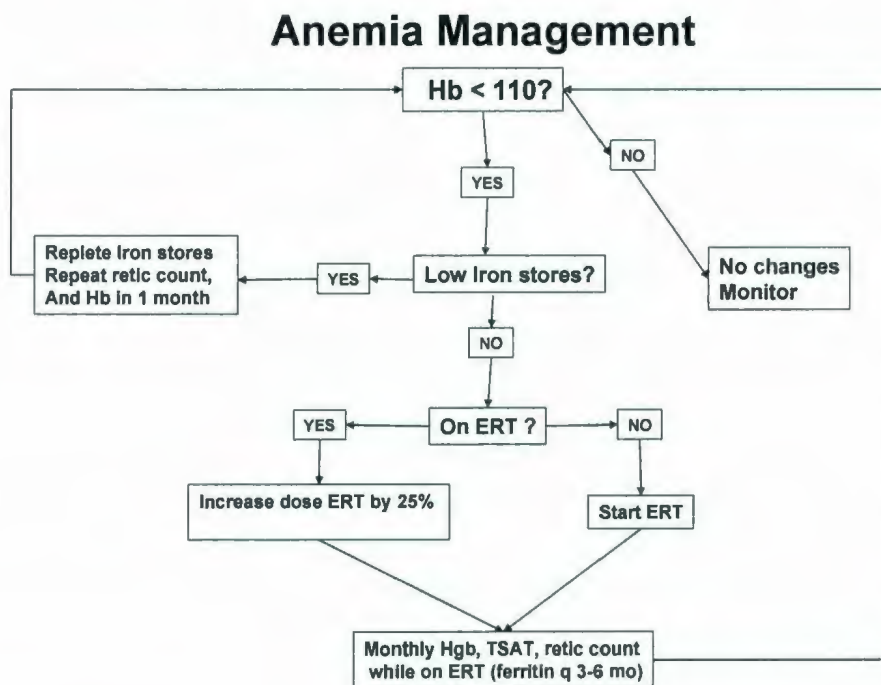 Anemia Management
Hb < 110?
NO
YES
Replete Iron stores
Repeat retic count,
And Hb in 1 month
YES
Low Iron stores?
No changes
Monitor
NO
YES
On ERT ?
NO
Increase dose ERT by 25%
Start ERT
Monthly Hgb, TSAT, retic count
while on ERT (ferritin q 3-6 mo)